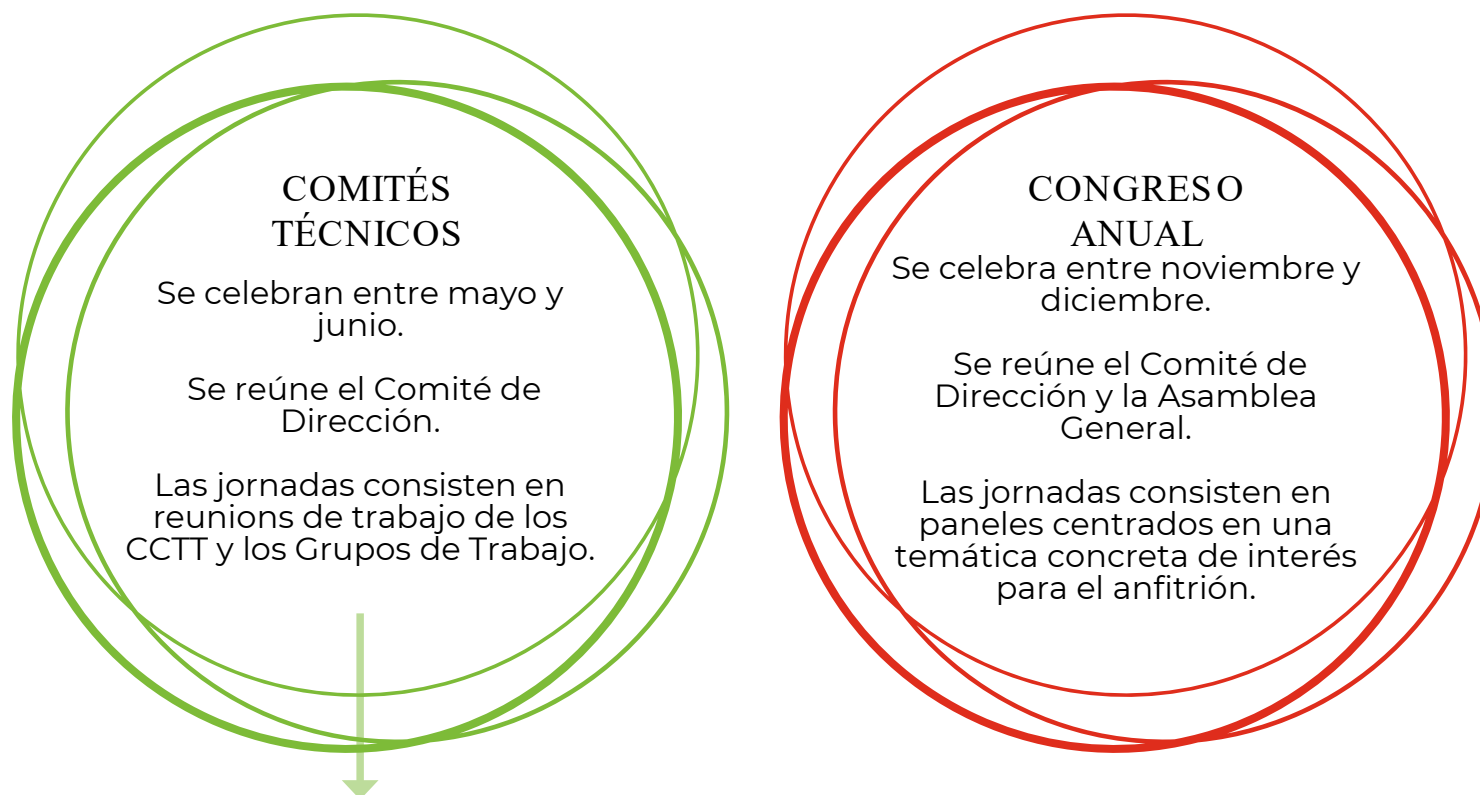 COMITÉS
TÉCNICOS
Se celebran entre mayo y
junio.
Se reúne el Comité de
Dirección.
Las jornadas consisten en
reunions de trabajo de los
CCTT y los Grupos de Trabajo.
CONGRESO
ANUAL
Se celebra entre noviembre y
diciembre.
Se reúne el Comité de
Dirección y la Asamblea
General.
Las jornadas consisten en
paneles centrados en una
temática concreta de interés
para el anfitrión.